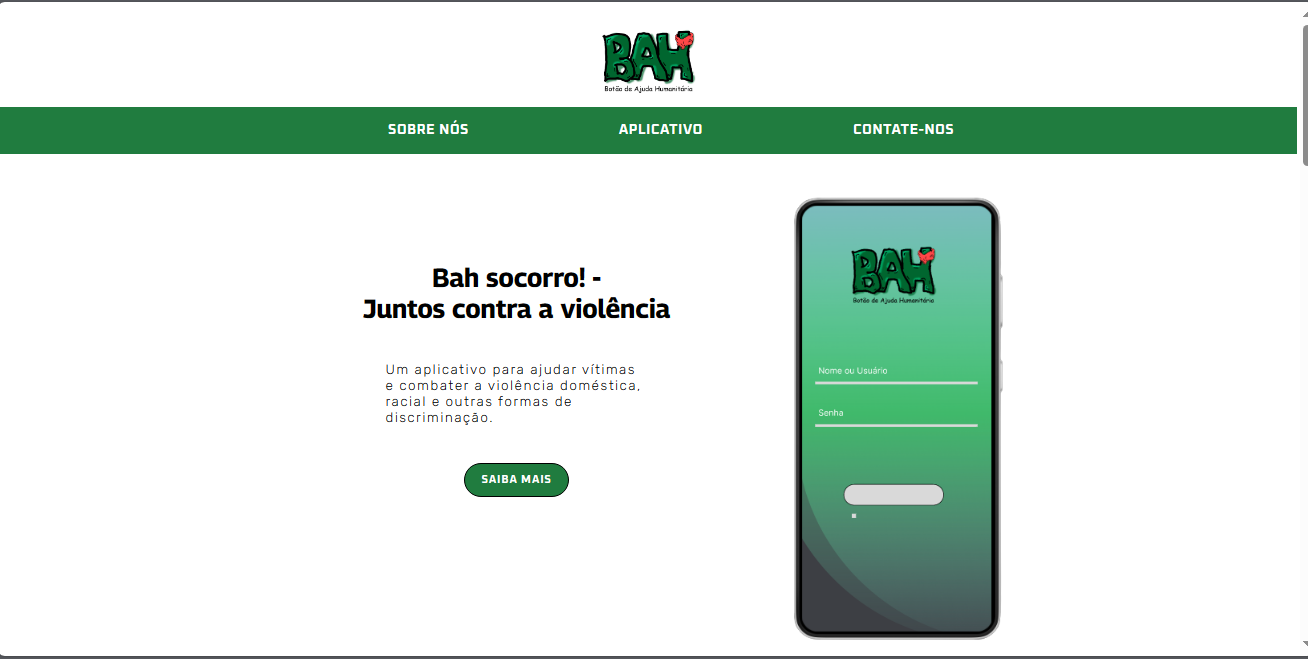 BAH
Botão de Ajuda Humanitária
SOBRE NÓS
APLICATIVO
CONTATE-NOS
Bah socorro! -
Juntos contra a violência
Um aplicativo para ajudar vítimas
e combater a violência doméstica,
racial e outras formas de
discriminação.
SAIBA MAIS
BAH
Botão de Ajuda Humanitária
Nome ou Usuário
Senha